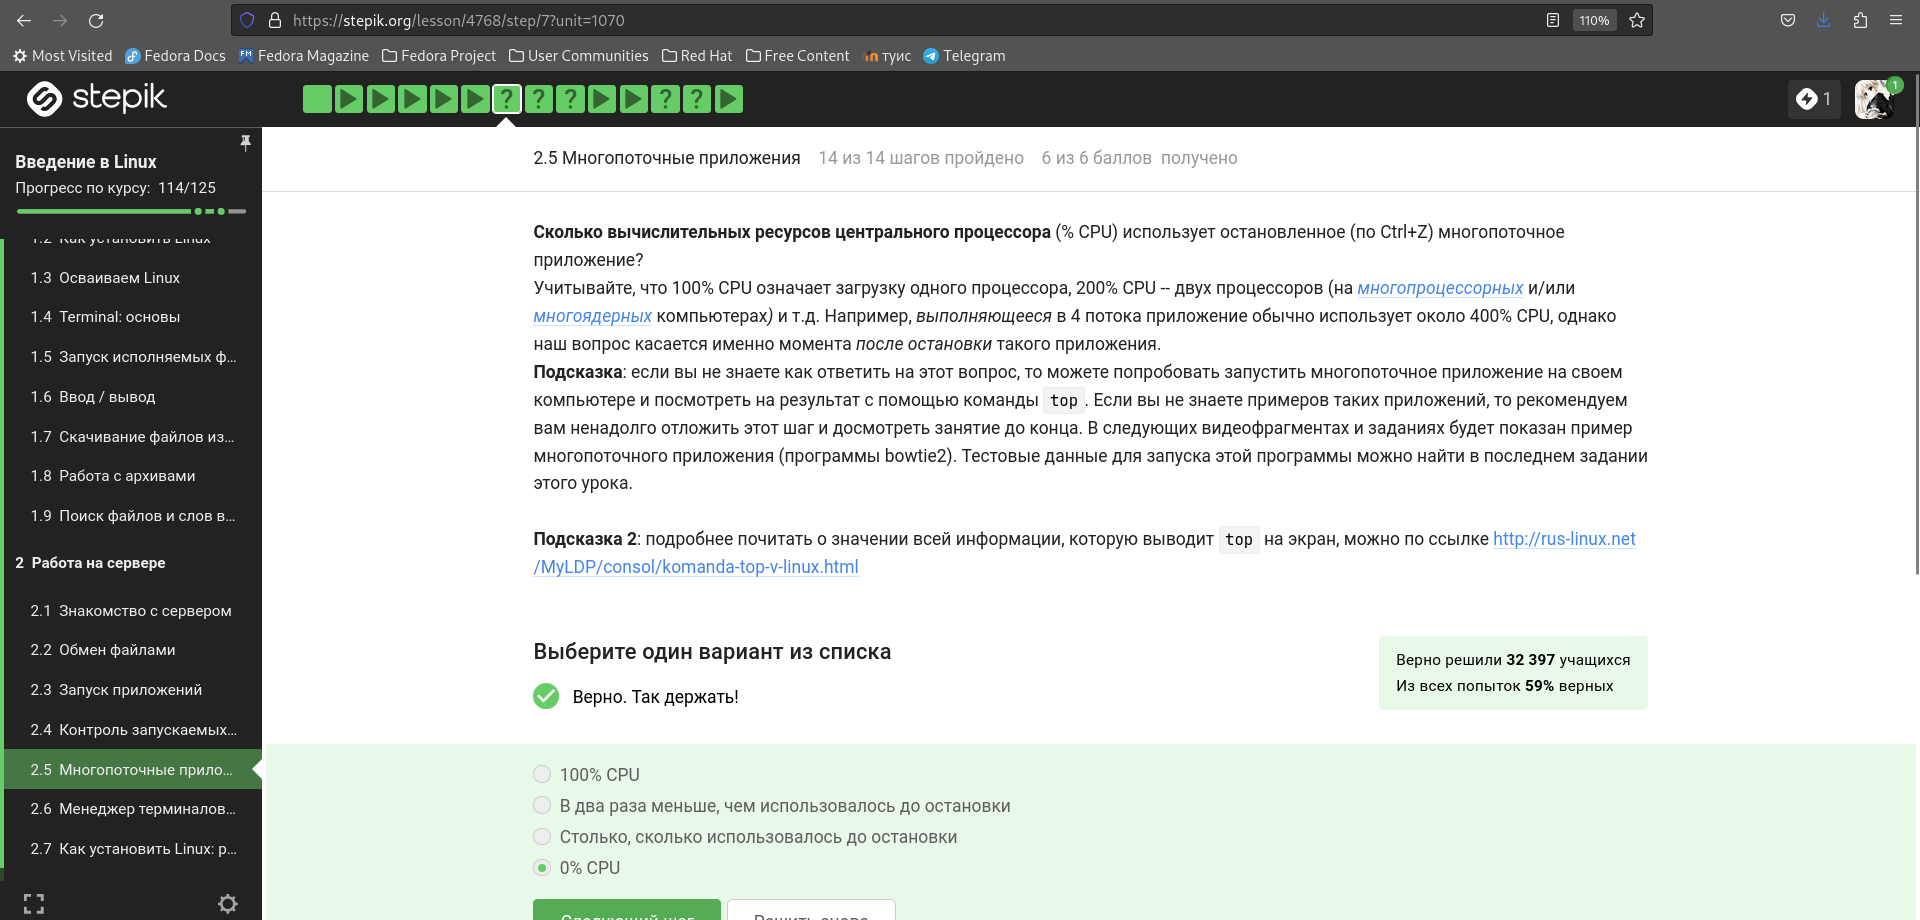 https://stepik.org/lesson/4768/step/7?unit=1070
110%
Most Visited
Fedora Docs
FM Fedora Magazine
Fedora Project
User Communities
Red Hat
Free Content
туис
Telegram
stepik
? ? ? ? ?
1
1
Введение в Linux
Прогресс по курсу: 114/125
1.2 Как установить Linux
1.3 Осваиваем Linux
1.4 Terminal: основы
1.5 Запуск исполняемых ф...
1.6 Ввод / вывод
1.7 Скачивание файлов из...
1.8 Работа с архивами
1.9 Поиск файлов и слов в...
2 Работа на сервере
2.1 Знакомство с сервером
2.2 Обмен файлами
2.3 Запуск приложений
2.4 Контроль запускаемых...
2.5 Многопоточные прило...
2.6 Менеджер терминалов...
2.7 Как установить Linux: р...
2.5 Многопоточные приложения 14 из 14 шагов пройдено 6 из 6 баллов получено
Сколько вычислительных ресурсов центрального процессора (% CPU) использует остановленное (по Ctrl+Z) многопоточное
приложение?
Учитывайте, что 100% CPU означает загрузку одного процессора, 200% CPU -- двух процессоров (на многопроцессорных и/или
многоядерных компьютерах) и т.д. Например, выполняющееся в 4 потока приложение обычно использует около 400% CPU, однако
наш вопрос касается именно момента после остановки такого приложения.
Подсказка: если вы не знаете как ответить на этот вопрос, то можете попробовать запустить многопоточное приложение на своем
компьютере и посмотреть на результат с помощью команды top. Если вы не знаете примеров таких приложений, то рекомендуем
вам ненадолго отложить этот шаг и досмотреть занятие до конца. В следующих видеофрагментах и заданиях будет показан пример
многопоточного приложения (программы bowtie2). Тестовые данные для запуска этой программы можно найти в последнем задании
этого урока.
Подсказка 2: подробнее почитать о значении всей информации, которую выводит top на экран, можно по ссылке http://rus-linux.net
/MyLDP/consol/komanda-top-v-linux.html
Выберите один вариант из списка
Верно. Так держать!
Верно решили 32 397 учащихся
Из всех попыток 59% верных
100% CPU
В два раза меньше, чем использовалось до остановки
Столько, сколько использовалось до остановки
0% CPU
Следующий шаг
Решить снова